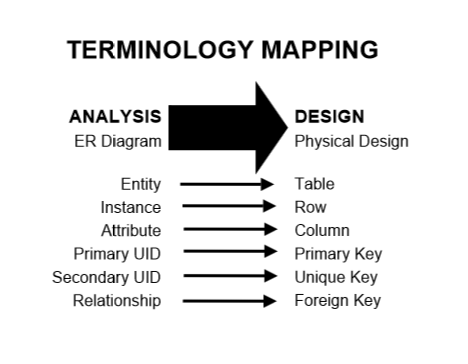 TERMINOLOGY MAPPING
ANALYSIS DESIGN
ER Diagram Physical Design
Entity Table
Instance Row
Attribute Column
Primary UID Primary Key
Secondary UID Unique Key
Relationship Foreign Key